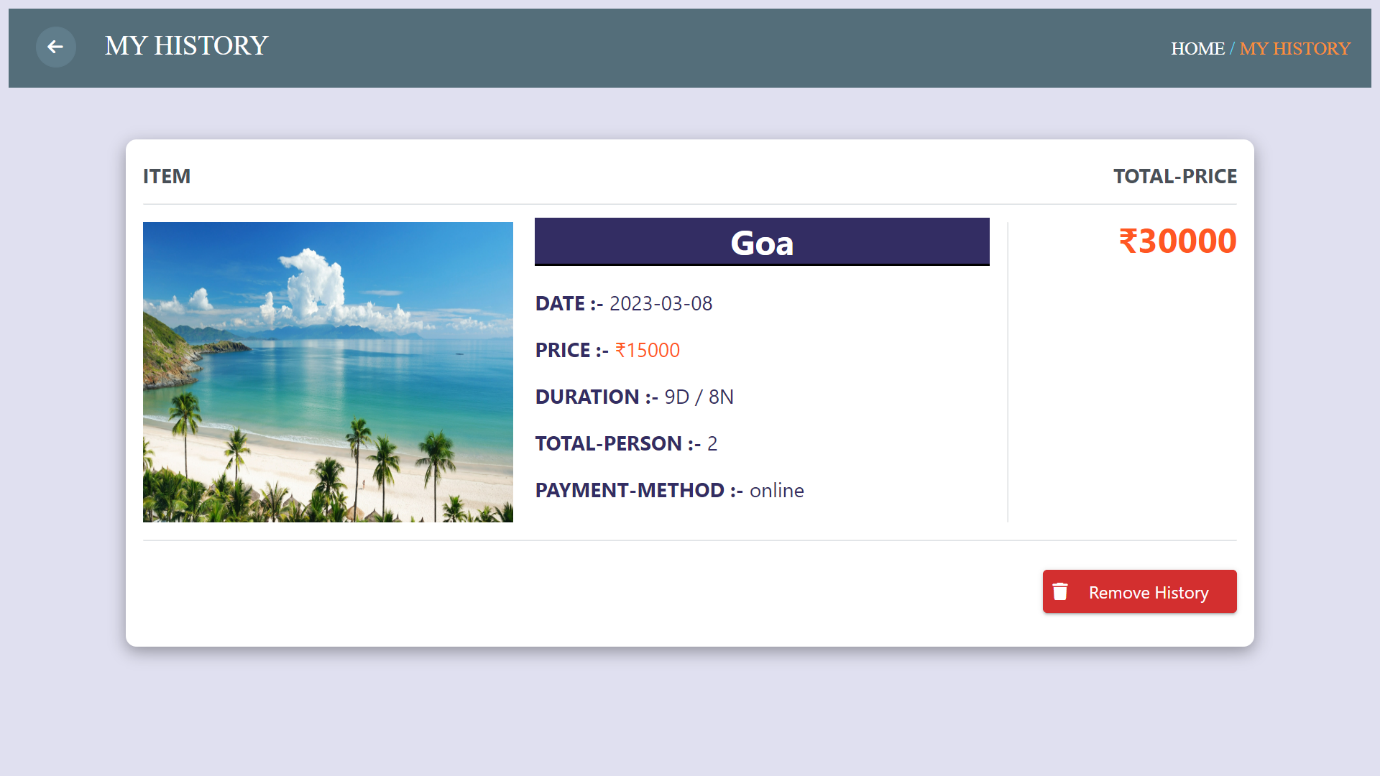 MY HISTORY
HOME / MY HISTORY
ITEM
TOTAL-PRICE
Goa
₹30000
DATE :- 2023-03-08
PRICE :- ₹15000
DURATION :- 9D / 8N
TOTAL-PERSON :- 2
PAYMENT-METHOD :- online
Remove History